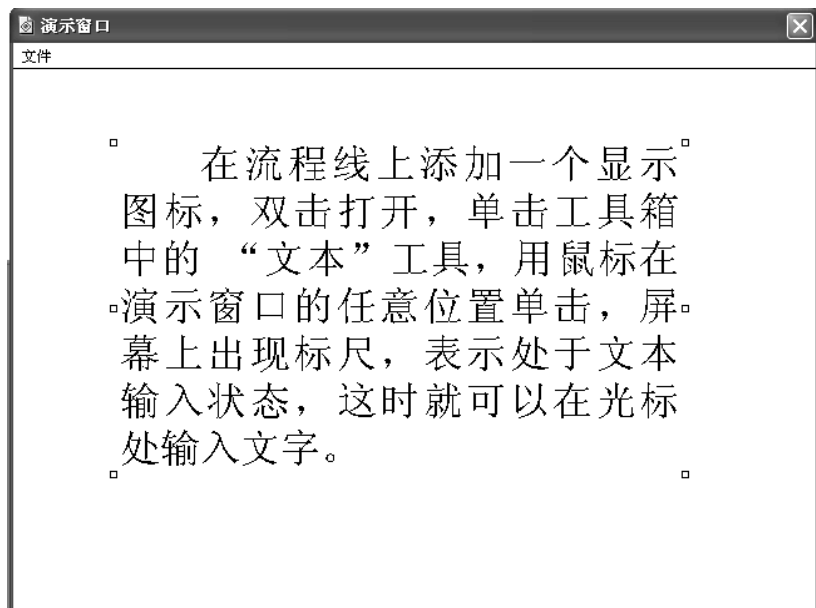 演示窗口
文件
在流程线上添加一个显示
图标，双击打开，单击工具箱
中的 “文本”工具，用鼠标在
演示窗口的任意位置单击，屏
幕上出现标尺，表示处于文本
输入状态，这时就可以在光标
处输入文字。